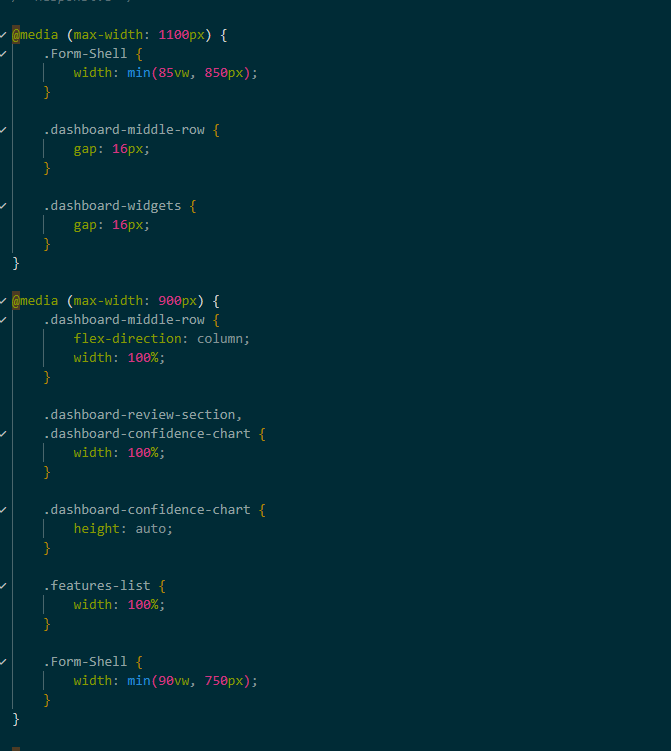 @media (max-width: 1100px) {
.Form-Shell {
width: min(85vw, 850px);
}
.dashboard-middle-row {
gap: 16px;
}
.dashboard-widgets {
gap: 16px;
}
}
@media (max-width: 900px) {
.dashboard-middle-row {
flex-direction: column;
width: 100%;
}
.dashboard-review-section,
.dashboard-confidence-chart {
width: 100%;
}
.dashboard-confidence-chart {
height: auto;
}
.features-list {
width: 100%;
}
.Form-Shell {
width: min(90vw, 750px);
}
}